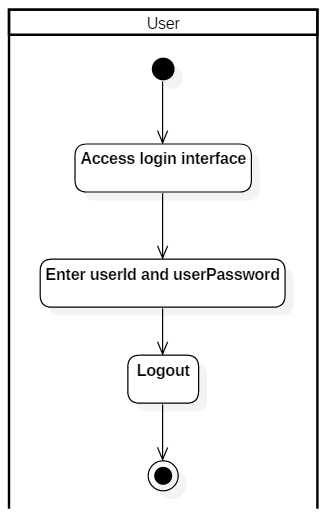 User
Access login interface
Enter userId and userPassword
Logout